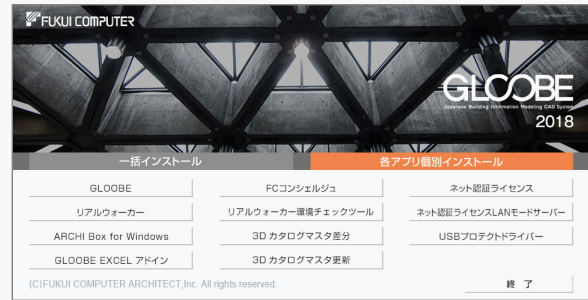 FUKUI COMPUTER
GLOOBE
Japanese Building Information Modeling CAD System
2018
一括インストール
各アプリ個別インストール
GLOOBE
FCコンシェルジュ
ネット認証ライセンス
リアルウォーカー
リアルウォーカー環境チェックツール
ネット認証ライセンスLANモードサーバー
ARCHI Box for Windows
3D カタログマスタ差分
USBプロテクトドライバー
GLOOBE EXCEL アドイン
3D カタログマスタ更新
(C)FUKUI COMPUTER ARCHITECT,Inc. All rights reserved.
終 了